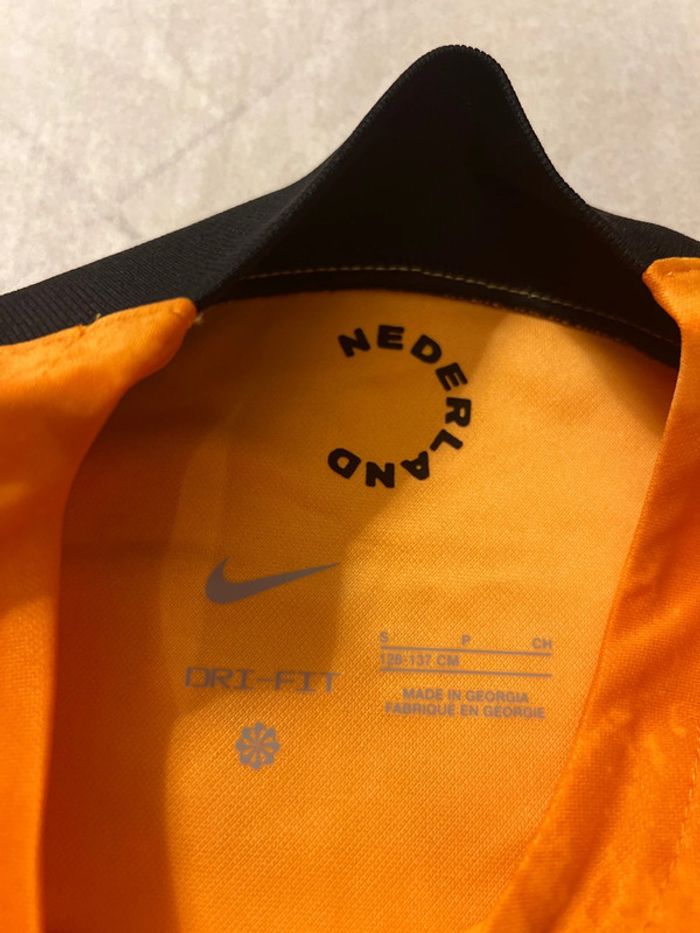 NEDERLAND
DRI-FIT
S P CH
128-137 CM
MADE IN GEORGIA
FABRIQUÉ EN GÉORGIE